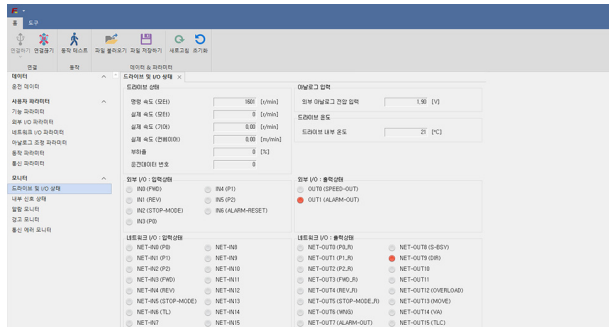 홈 도구
연결하기 연결끊기 동작 테스트 파일 불러오기 파일 저장하기 새로고침 초기화
연결 동작 데이터 & 파라미터
데이터
운전 데이터
사용자 파라미터
기능 파라미터
외부 I/O 파라미터
네트워크 I/O 파라미터
아날로그 조정 파라미터
동작 파라미터
통신 파라미터
모니터
드라이브 및 I/O 상태
내부 신호 상태
알람 모니터
경고 모니터
통신 에러 모니터
드라이브 및 I/O 상태 ×
드라이브 상태
명령 속도 (모터) 1601 [r/min]
실제 속도 (모터) 0 [r/min]
실제 속도 (기어) 0.00 [r/min]
실제 속도 (컨베이어) 0.00 [m/min]
부하율 0 [%]
운전데이터 번호 0
아날로그 입력
외부 아날로그 전압 입력 1.90 [V]
드라이브 온도
드라이브 내부 온도 21 [℃]
외부 I/O : 입력상태
IN0 (FWD) IN4 (P1)
IN1 (REV) IN5 (P2)
IN2 (STOP-MODE) IN6 (ALARM-RESET)
IN3 (P0)
외부 I/O : 출력상태
OUT0 (SPEED-OUT)
OUT1 (ALARM-OUT)
네트워크 I/O : 입력상태
NET-IN0 (P0) NET-IN8
NET-IN1 (P1) NET-IN9
NET-IN2 (P2) NET-IN10
NET-IN3 (FWD) NET-IN11
NET-IN4 (REV) NET-IN12
NET-IN5 (STOP-MODE) NET-IN13
NET-IN6 (TL) NET-IN14
NET-IN7 NET-IN15
네트워크 I/O : 출력상태
NET-OUT0 (P0_R) NET-OUT8 (S-BSY)
NET-OUT1 (P1_R) NET-OUT9 (DIR)
NET-OUT2 (P2_R) NET-OUT10
NET-OUT3 (FWD_R) NET-OUT11
NET-OUT4 (REV_R) NET-OUT12 (OVERLOAD)
NET-OUT5 (STOP-MODE_R) NET-OUT13 (MOVE)
NET-OUT6 (WNG) NET-OUT14 (VA)
NET-OUT7 (ALARM-OUT) NET-OUT15 (TLC)